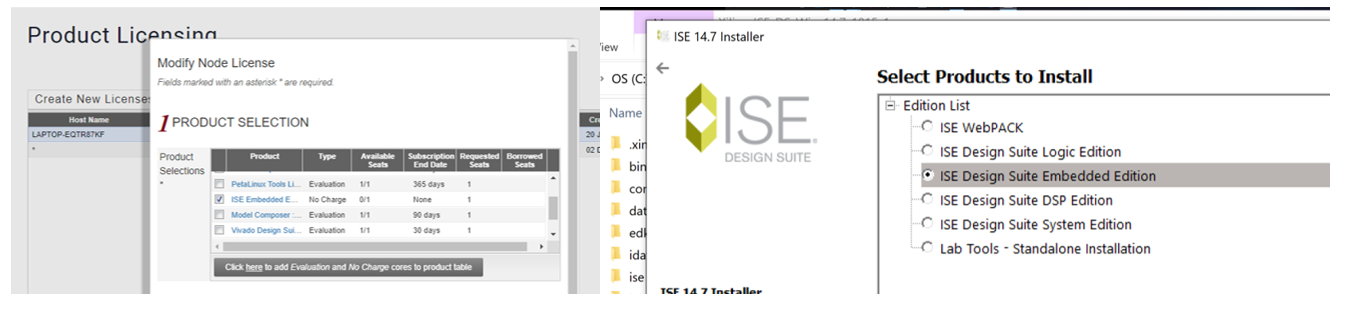 Product Licensing
Modify Node License
Fields marked with an asterisk * are required.
Create New License
Host Name
LAPTOP-EQTR87KF
*
1 PRODUCT SELECTION
Product Selections
*
Product Type Available Seats Subscription End Date Requested Seats Borrowed Seats
PetaLinux Tools Li... Evaluation 1/1 365 days 1
ISE Embedded E... No Charge 0/1 None 1
Model Composer :... Evaluation 1/1 90 days 1
Vivado Design Sui... Evaluation 1/1 30 days 1
Click here to add Evaluation and No Charge cores to product table
Cr
20 J
02 D
iew
OS (C:
Name
.xin
bin
cor
dat
edk
ida
ise
ISE 14.7 Installer
ISE
DESIGN SUITE
ISE 14.7 Installer
Select Products to Install
Edition List
ISE WebPACK
ISE Design Suite Logic Edition
ISE Design Suite Embedded Edition
ISE Design Suite DSP Edition
ISE Design Suite System Edition
Lab Tools - Standalone Installation